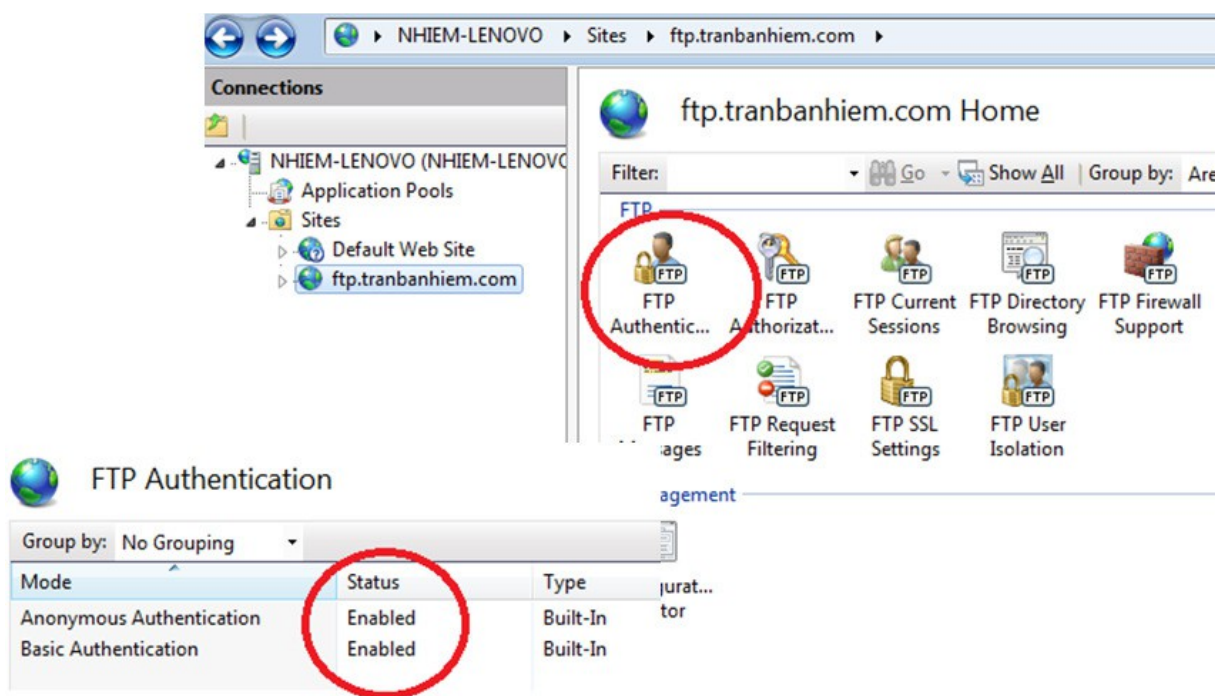 NHIEM-LENOVO Sites ftp.tranbanhiem.com
Connections
NHIEM-LENOVO (NHIEM-LENOVO
Application Pools
Sites
Default Web Site
ftp.tranbanhiem.com
ftp.tranbanhiem.com Home
Filter: Go Show All Group by: Are
FTP
FTP FTP FTP FTP FTP
FTP FTP FTP Current FTP Directory FTP Firewall
Authentic... Authorizat... Sessions Browsing Support
FTP FTP FTP FTP
FTP FTP Request FTP SSL FTP User
sages Filtering Settings Isolation
agement
urat...
tor
FTP Authentication
Group by: No Grouping
Mode Status Type
Anonymous Authentication Enabled Built-In
Basic Authentication Enabled Built-In